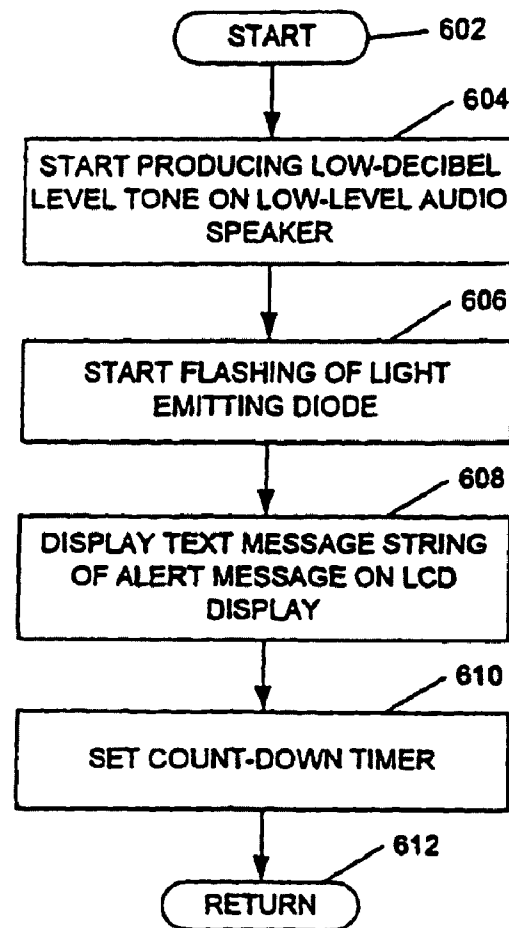 START
602
604
START PRODUCING LOW-DECIBEL
LEVEL TONE ON LOW-LEVEL AUDIO
SPEAKER
606
START FLASHING OF LIGHT
EMITTING DIODE
608
DISPLAY TEXT MESSAGE STRING
OF ALERT MESSAGE ON LCD
DISPLAY
610
SET COUNT-DOWN TIMER
612
RETURN